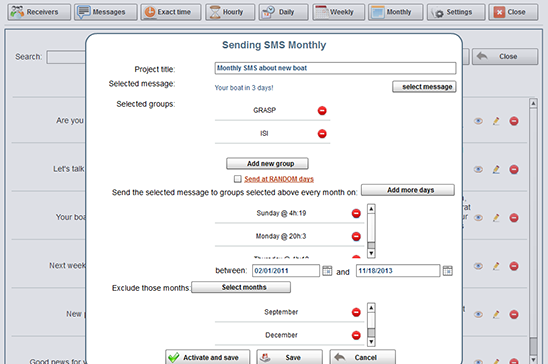 Receivers Messages Exact time Hourly Daily Weekly Monthly Settings Close
Search:
Close
Sending SMS Monthly
Project title: Monthly SMS about new boat
Selected message: Your boat in 3 days! select message
Selected groups:
GRASP
ISI
Add new group
Send at RANDOM days
Send the selected message to groups selected above every month on: Add more days
Sunday @ 4h:19
Monday @ 20h:3
between: 02/01/2011 and 11/18/2013
Exclude those months: Select months
September
December
Activate and save Save Cancel
Are you
Let's talk
Your boa
Next week
New p
Good news for y